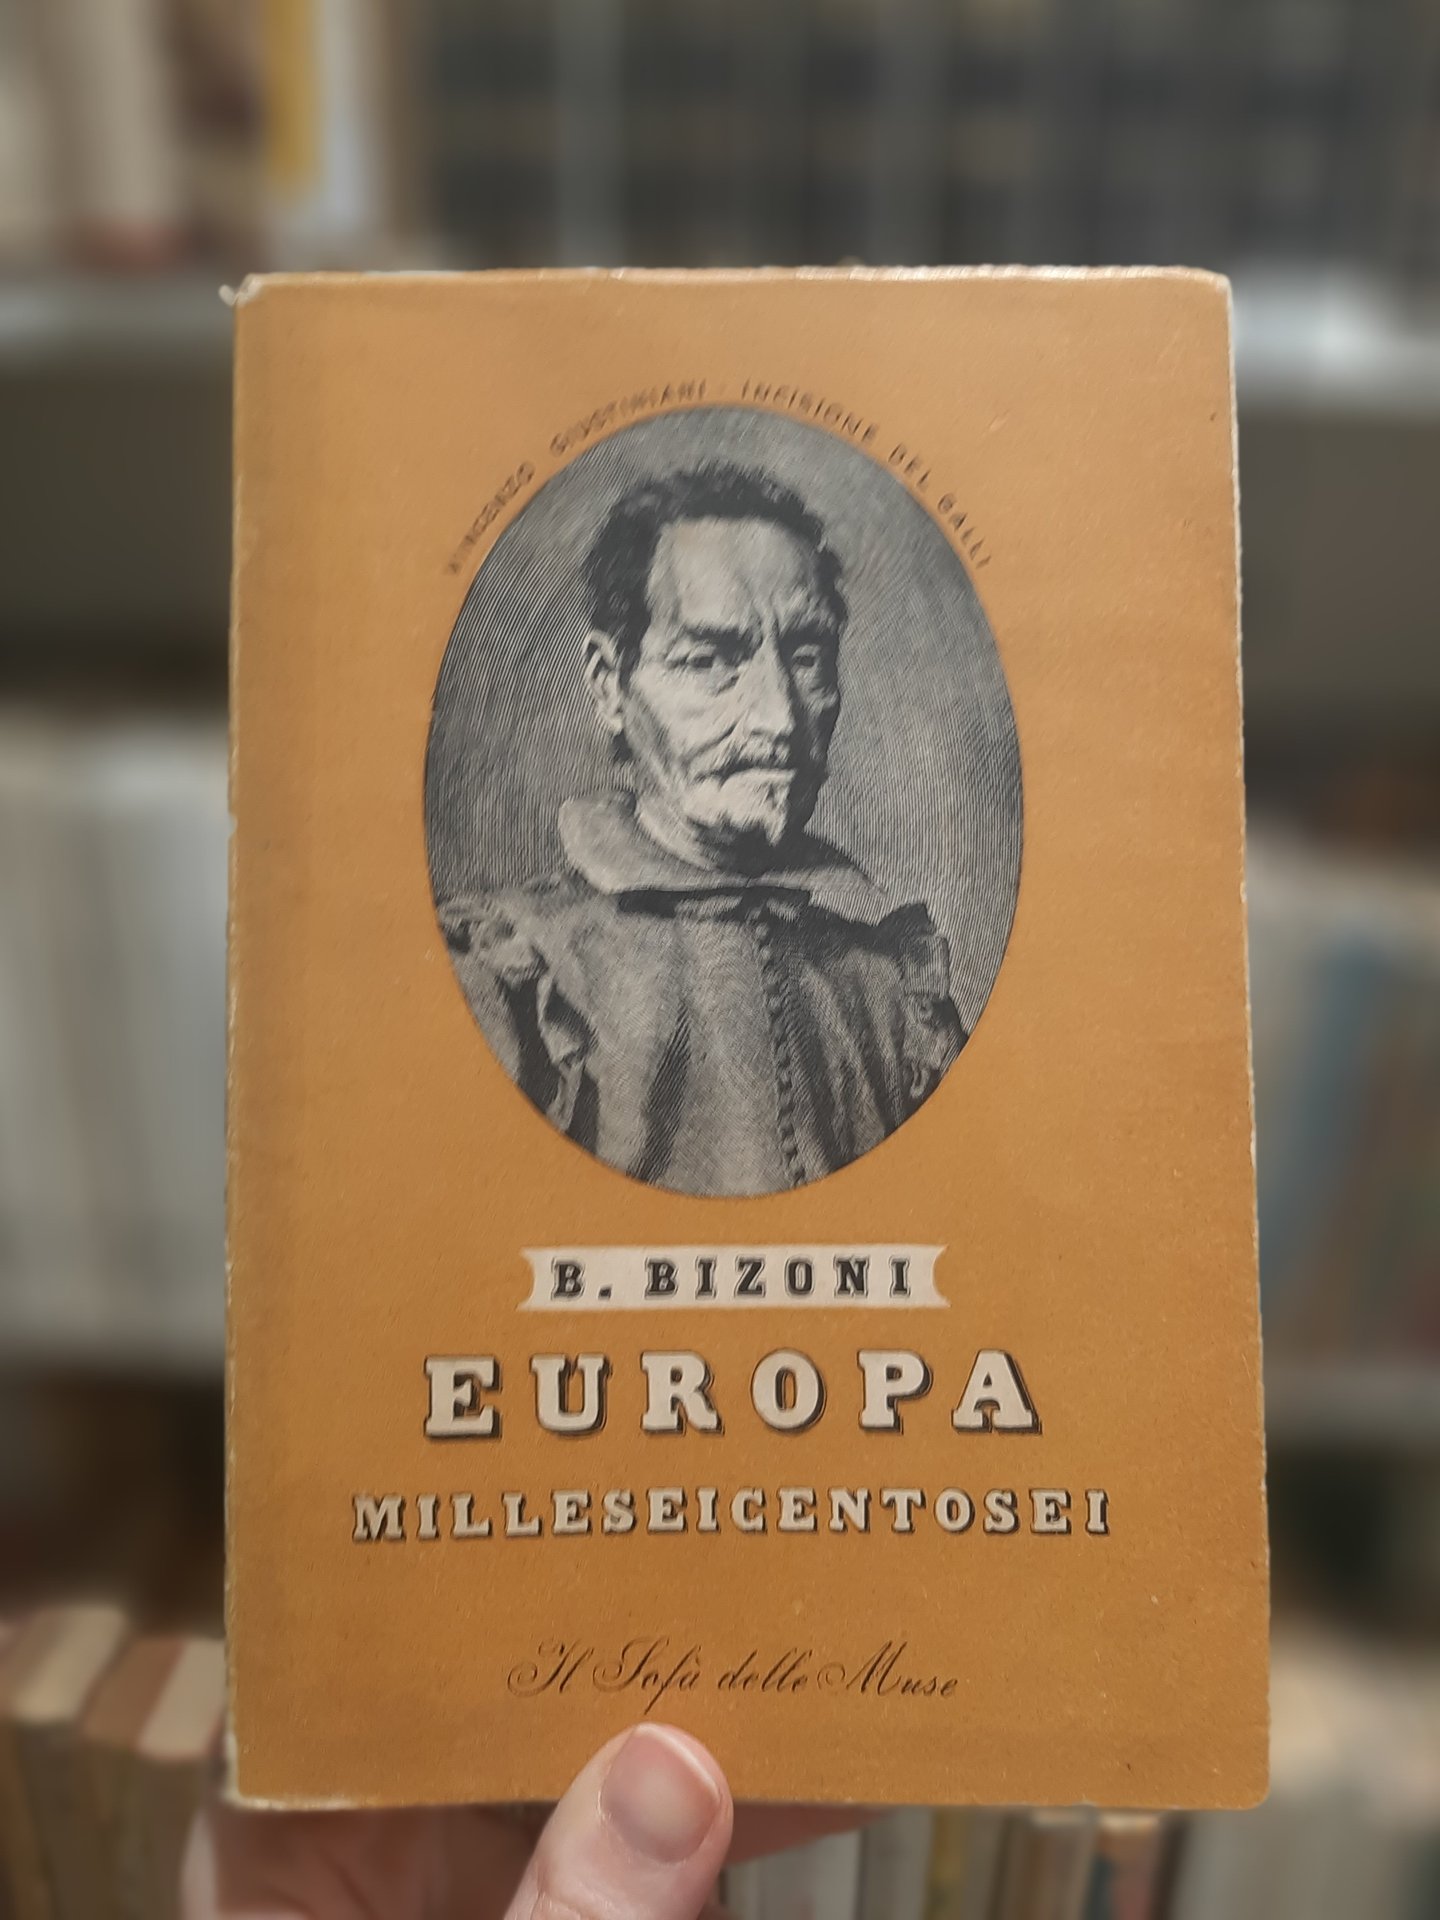 VINCENZO GIUSTINIANI - INCISIONE DEL GALLI
B. BIZONI
EUROPA
MILLESEICENTOSEI
Il Sofà delle Muse